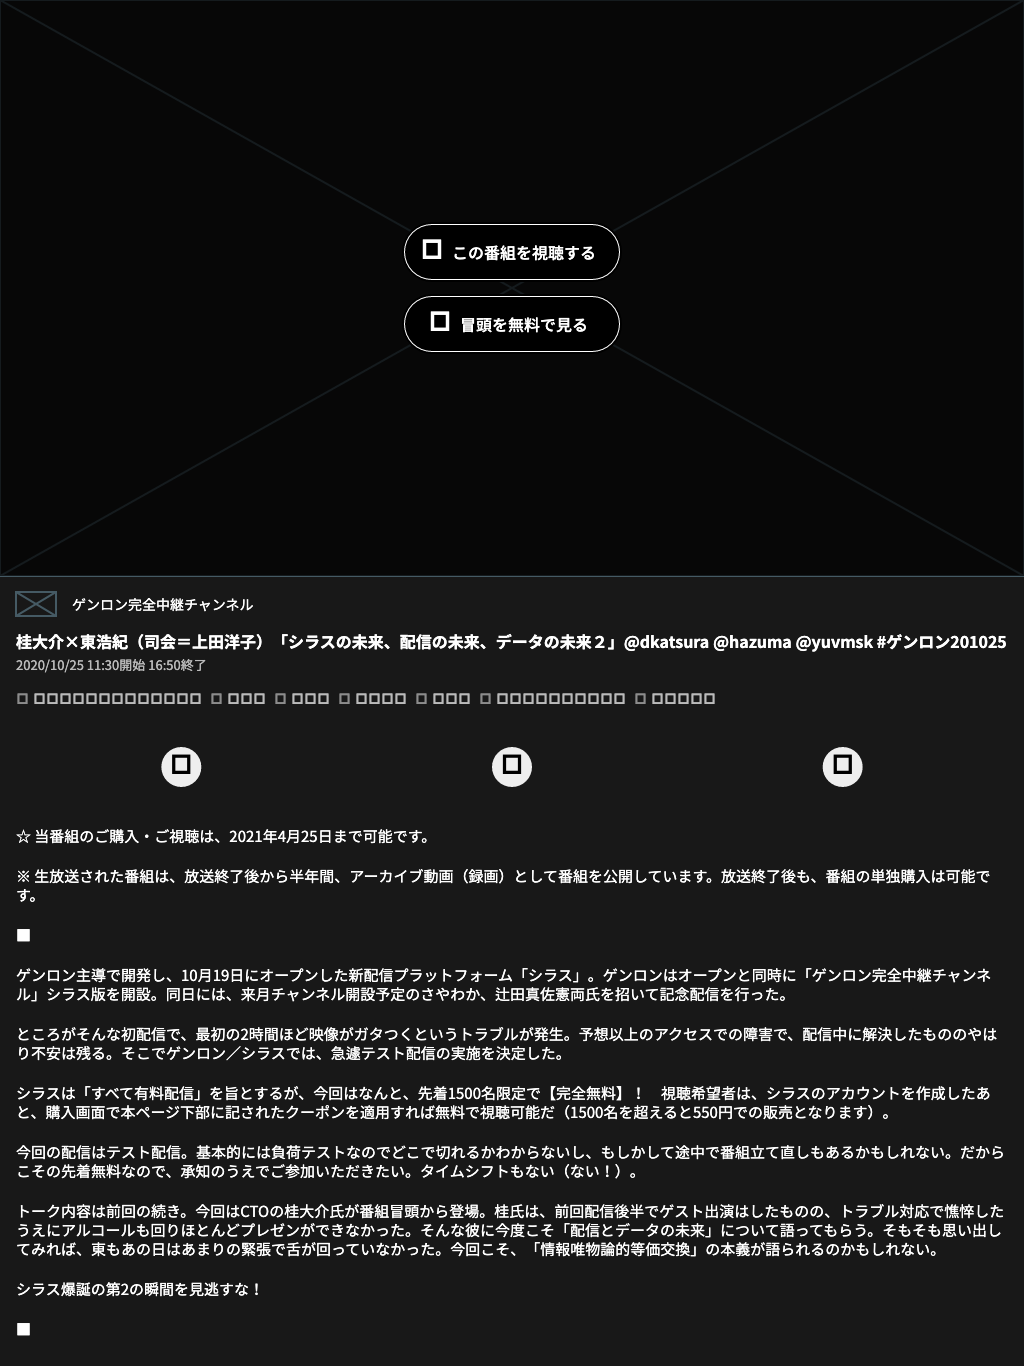 この番組を視聴する
冒頭を無料で見る
ゲンロン完全中継チャンネル
桂大介×東浩紀（司会＝上田洋子）「シラスの未来、配信の未来、データの未来２」@dkatsura @hazuma @yuvmsk #ゲンロン201025
2020/10/25 11:30開始 16:50終了
☆ 当番組のご購入・ご視聴は、2021年4月25日まで可能です。
※ 生放送された番組は、放送終了後から半年間、アーカイブ動画（録画）として番組を公開しています。放送終了後も、番組の単独購入は可能で
す。
■
ゲンロン主導で開発し、10月19日にオープンした新配信プラットフォーム「シラス」。ゲンロンはオープンと同時に「ゲンロン完全中継チャンネ
ル」シラス版を開設。同日には、来月チャンネル開設予定のさやわか、辻田真佐憲両氏を招いて記念配信を行った。
ところがそんな初配信で、最初の2時間ほど映像がガタつくというトラブルが発生。予想以上のアクセスでの障害で、配信中に解決したもののやは
り不安は残る。そこでゲンロン／シラスでは、急遽テスト配信の実施を決定した。
シラスは「すべて有料配信」を旨とするが、今回はなんと、先着1500名限定で【完全無料】！　視聴希望者は、シラスのアカウントを作成したあ
と、購入画面で本ページ下部に記されたクーポンを適用すれば無料で視聴可能だ（1500名を超えると550円での販売となります）。
今回の配信はテスト配信。基本的には負荷テストなのでどこで切れるかわからないし、もしかして途中で番組立て直しもあるかもしれない。だから
こその先着無料なので、承知のうえでご参加いただきたい。タイムシフトもない（ない！）。
トーク内容は前回の続き。今回はCTOの桂大介氏が番組冒頭から登場。桂氏は、前回配信後半でゲスト出演はしたものの、トラブル対応で憔悴した
うえにアルコールも回りほとんどプレゼンができなかった。そんな彼に今度こそ「配信とデータの未来」について語ってもらう。そもそも思い出し
てみれば、東もあの日はあまりの緊張で舌が回っていなかった。今回こそ、「情報唯物論的等価交換」の本義が語られるのかもしれない。
シラス爆誕の第2の瞬間を見逃すな！
■